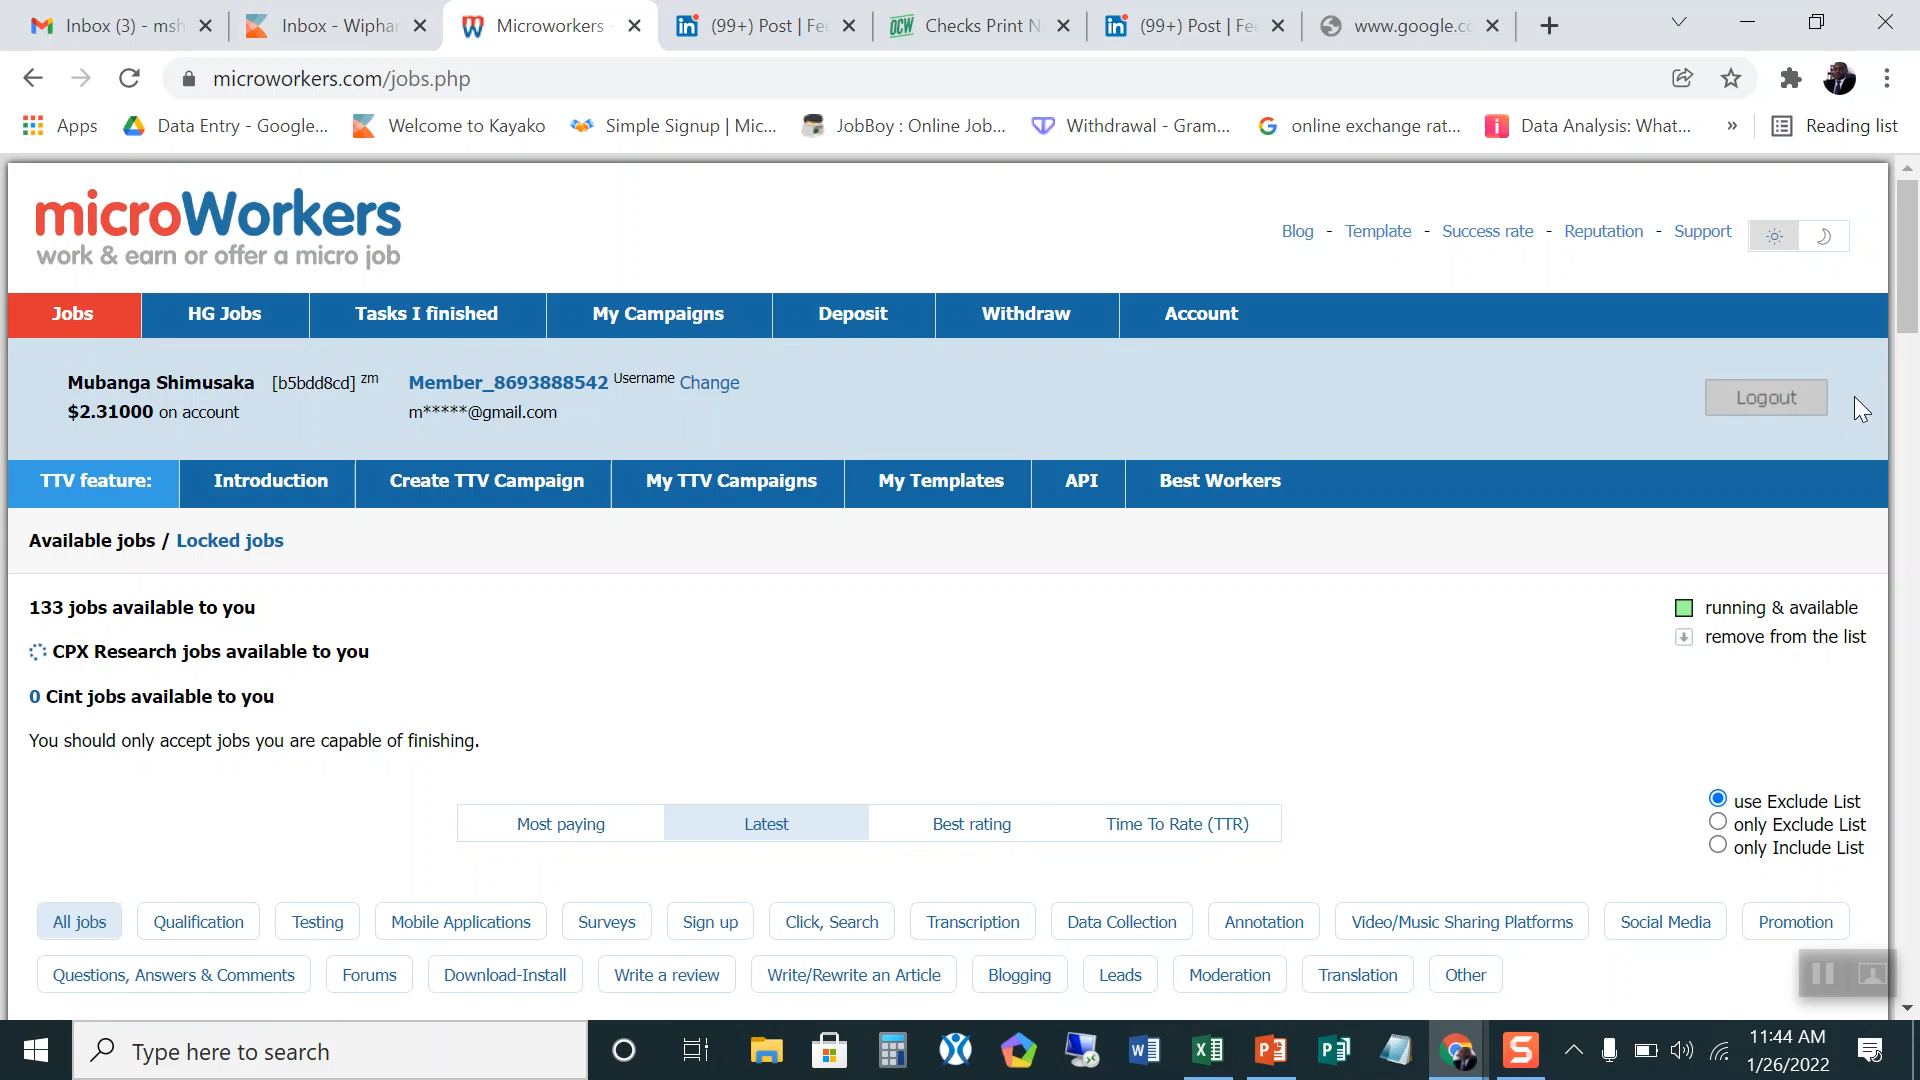 Inbox (3) - msh
Inbox - Wiphan
Microworkers -
(99+) Post | Fee
Checks Print N
(99+) Post | Fee
www.google.co
microworkers.com/jobs.php
Apps
Data Entry - Google...
Welcome to Kayako
Simple Signup | Mic...
JobBoy : Online Job...
Withdrawal - Gram...
online exchange rat...
Data Analysis: What...
»
Reading list
microWorkers
work & earn or offer a micro job
Blog - Template - Success rate - Reputation - Support
Jobs
HG Jobs
Tasks I finished
My Campaigns
Deposit
Withdraw
Account
Mubanga Shimusaka [b5bdd8cd] zm
Member_8693888542 Username Change
Logout
$2.31000 on account
m*****@gmail.com
TTV feature:
Introduction
Create TTV Campaign
My TTV Campaigns
My Templates
API
Best Workers
Available jobs / Locked jobs
133 jobs available to you
running & available
CPX Research jobs available to you
remove from the list
0 Cint jobs available to you
You should only accept jobs you are capable of finishing.
Most paying
Latest
Best rating
Time To Rate (TTR)
use Exclude List
only Exclude List
only Include List
All jobs
Qualification
Testing
Mobile Applications
Surveys
Sign up
Click, Search
Transcription
Data Collection
Annotation
Video/Music Sharing Platforms
Social Media
Promotion
Questions, Answers & Comments
Forums
Download-Install
Write a review
Write/Rewrite an Article
Blogging
Leads
Moderation
Translation
Other
Type here to search
11:44 AM
1/26/2022